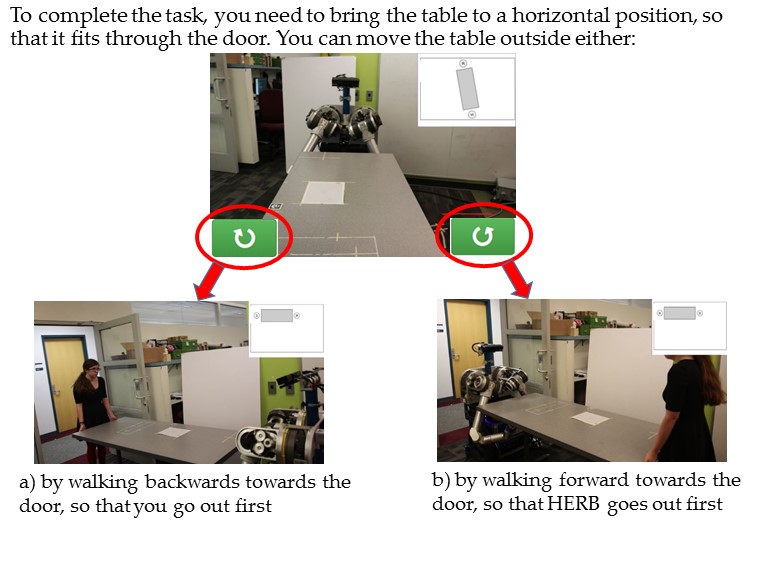 To complete the task, you need to bring the table to a horizontal position, so
that it fits through the door. You can move the table outside either:
a) by walking backwards towards the
door, so that you go out first
b) by walking forward towards the
door, so that HERB goes out first